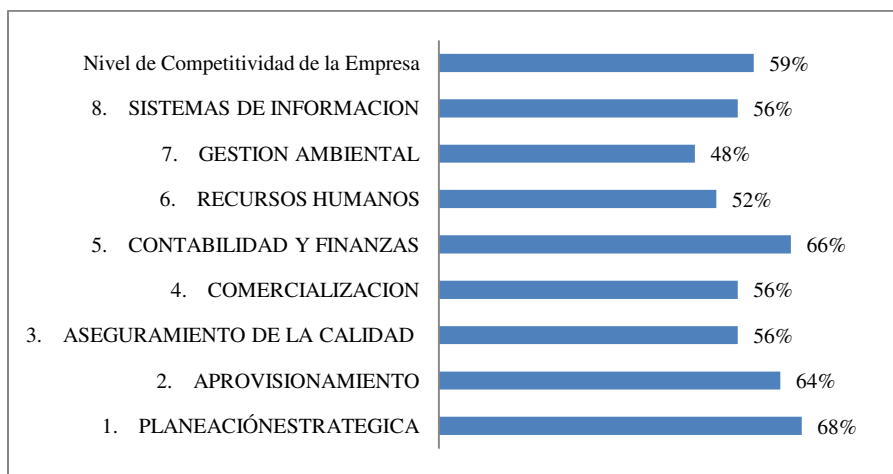 Nivel de Competitividad de la Empresa 59%
8. SISTEMAS DE INFORMACION 56%
7. GESTION AMBIENTAL 48%
6. RECURSOS HUMANOS 52%
5. CONTABILIDAD Y FINANZAS 66%
4. COMERCIALIZACION 56%
3. ASEGURAMIENTO DE LA CALIDAD 56%
2. APROVISIONAMIENTO 64%
1. PLANEACIÓNESTRATEGICA 68%